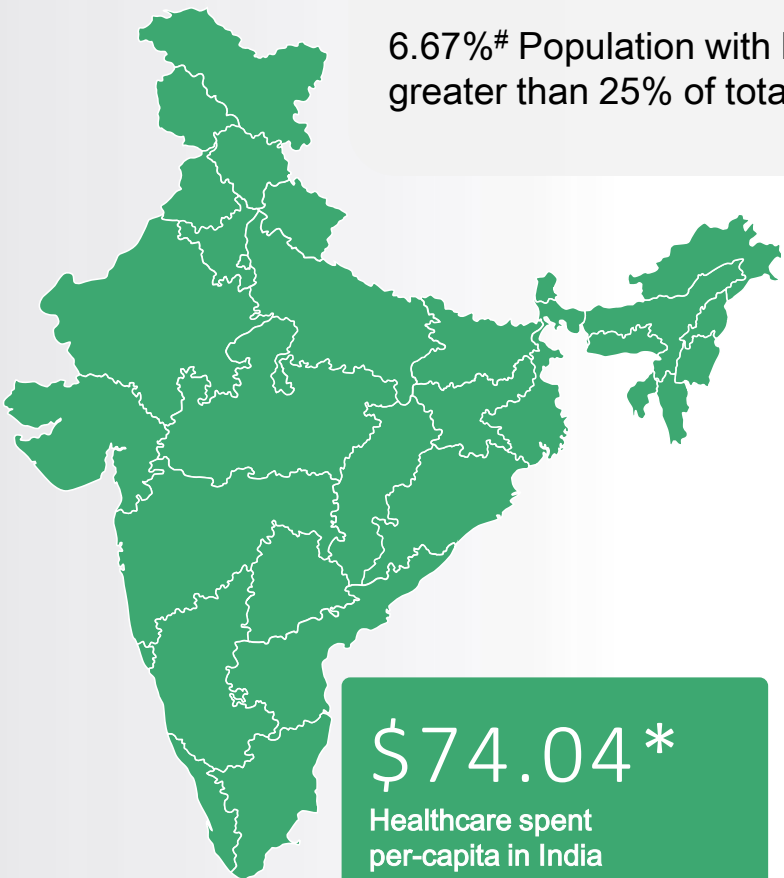 6.67%# Population with
greater than 25% of tota
$74.04*
Healthcare spent
per-capita in India